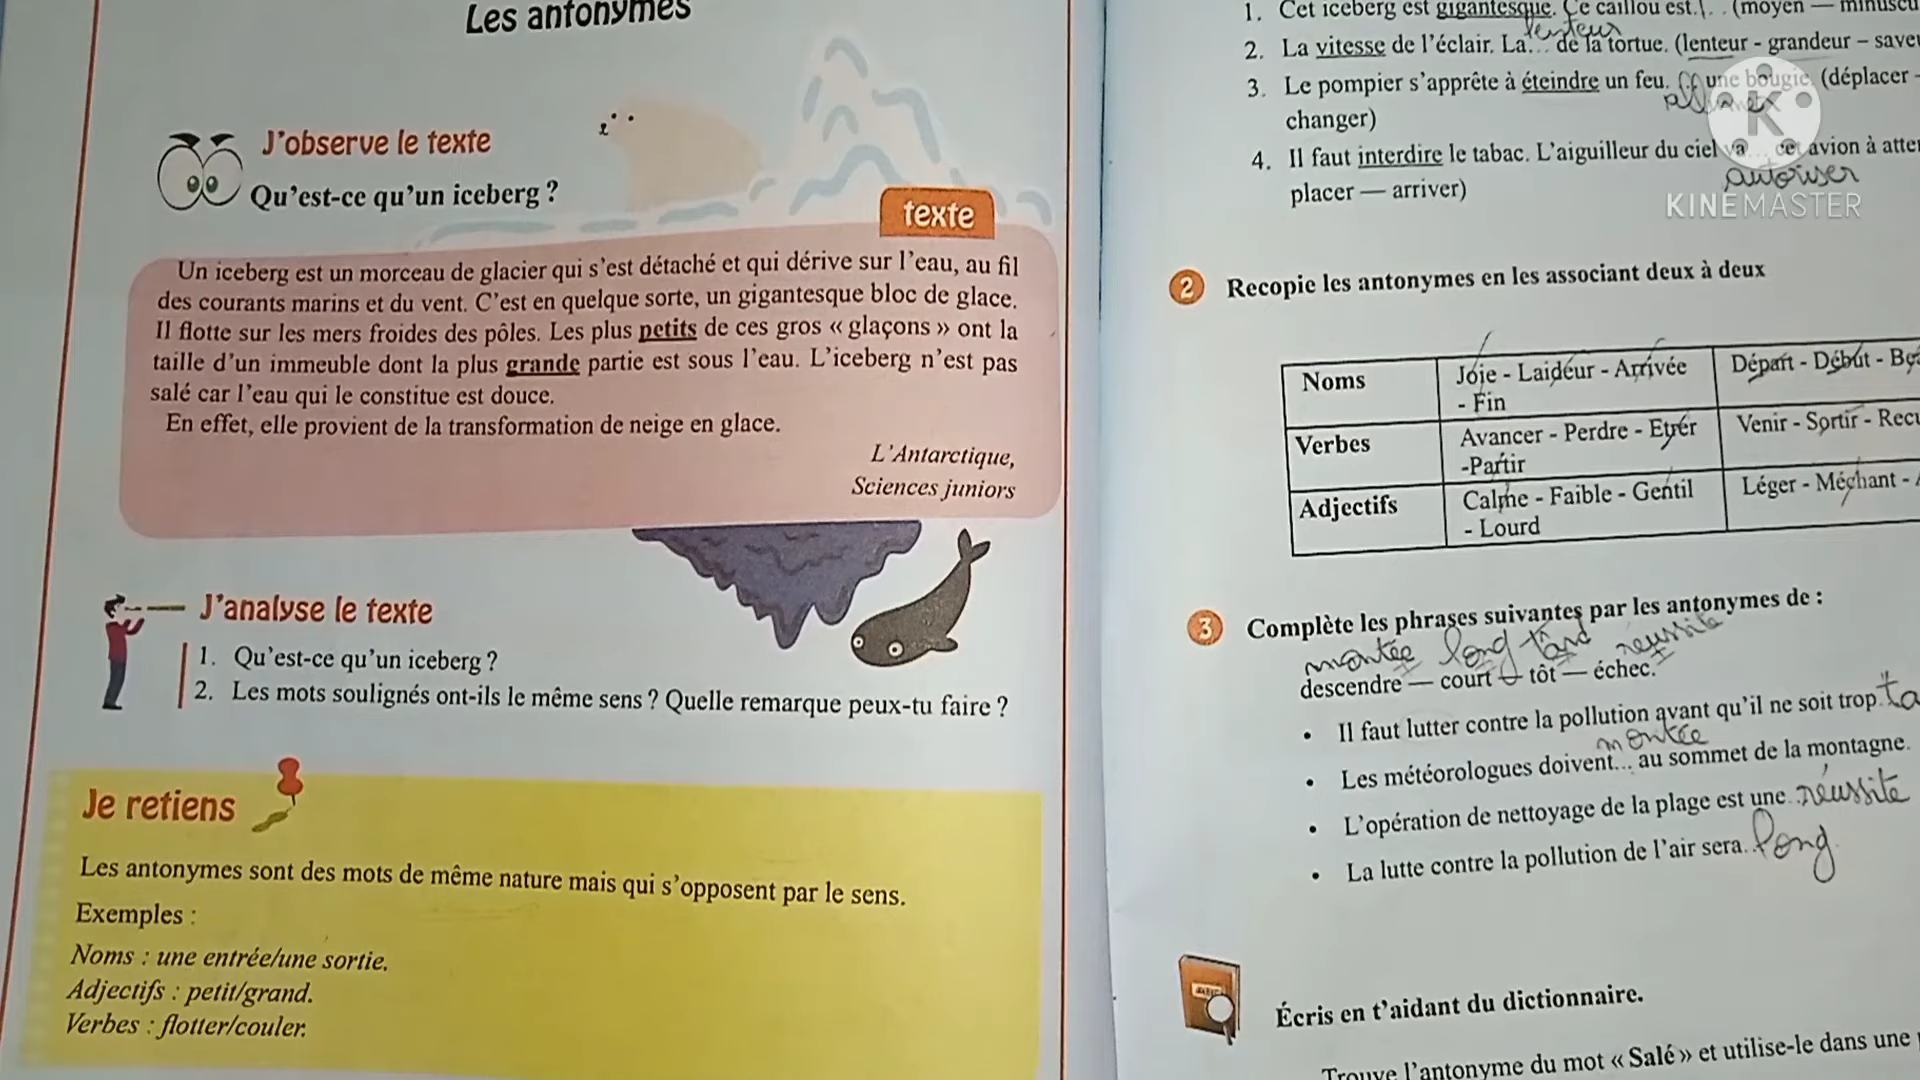 Les antonymes
J'observe le texte
Qu'est-ce qu'un iceberg ?
texte
Un iceberg est un morceau de glacier qui s'est détaché et qui dérive sur l'eau, au fil
des courants marins et du vent. C'est en quelque sorte, un gigantesque bloc de glace.
Il flotte sur les mers froides des pôles. Les plus petits de ces gros « glaçons » ont la
taille d'un immeuble dont la plus grande partie est sous l'eau. L'iceberg n'est pas
salé car l'eau qui le constitue est douce.
En effet, elle provient de la transformation de neige en glace.
L'Antarctique,
Sciences juniors
J'analyse le texte
1. Qu'est-ce qu'un iceberg ?
2. Les mots soulignés ont-ils le même sens ? Quelle remarque peux-tu faire ?
Je retiens
Les antonymes sont des mots de même nature mais qui s'opposent par le sens.
Exemples :
Noms : une entrée/une sortie.
Adjectifs : petit/grand.
Verbes : flotter/couler.
1. Cet iceberg est gigantesque. Ce caillou est... (moyen —
lenteur
2. La vitesse de l'éclair. La... de la tortue. (lenteur - grandeur –
3. Le pompier s'apprête à éteindre un feu. ... une bougie. (déplacer -
changer)
4. Il faut interdire le tabac. L'aiguilleur du ciel va... cet avion à
autoriser
placer — arriver)
K
KINEMASTER
2 Recopie les antonymes en les associant deux à deux
Noms
Joie - Laideur - Arrivée
- Fin
Départ - Début -
Verbes
Avancer - Perdre - Etrér
-Partir
Venir - Sortir -
Adjectifs
Calme - Faible - Gentil
- Lourd
Léger - Méchant -
3 Complète les phrases suivantes par les antonymes de :
montée long tard réussite
descendre — court — tôt — échec.
• Il faut lutter contre la pollution avant qu'il ne soit trop
montée
• Les météorologues doivent... au sommet de la montagne.
• L'opération de nettoyage de la plage est une... réussite
• La lutte contre la pollution de l'air sera... long
Écris en t'aidant du dictionnaire.
Trouve l'antonyme du mot « Salé » et utilise-le dans une